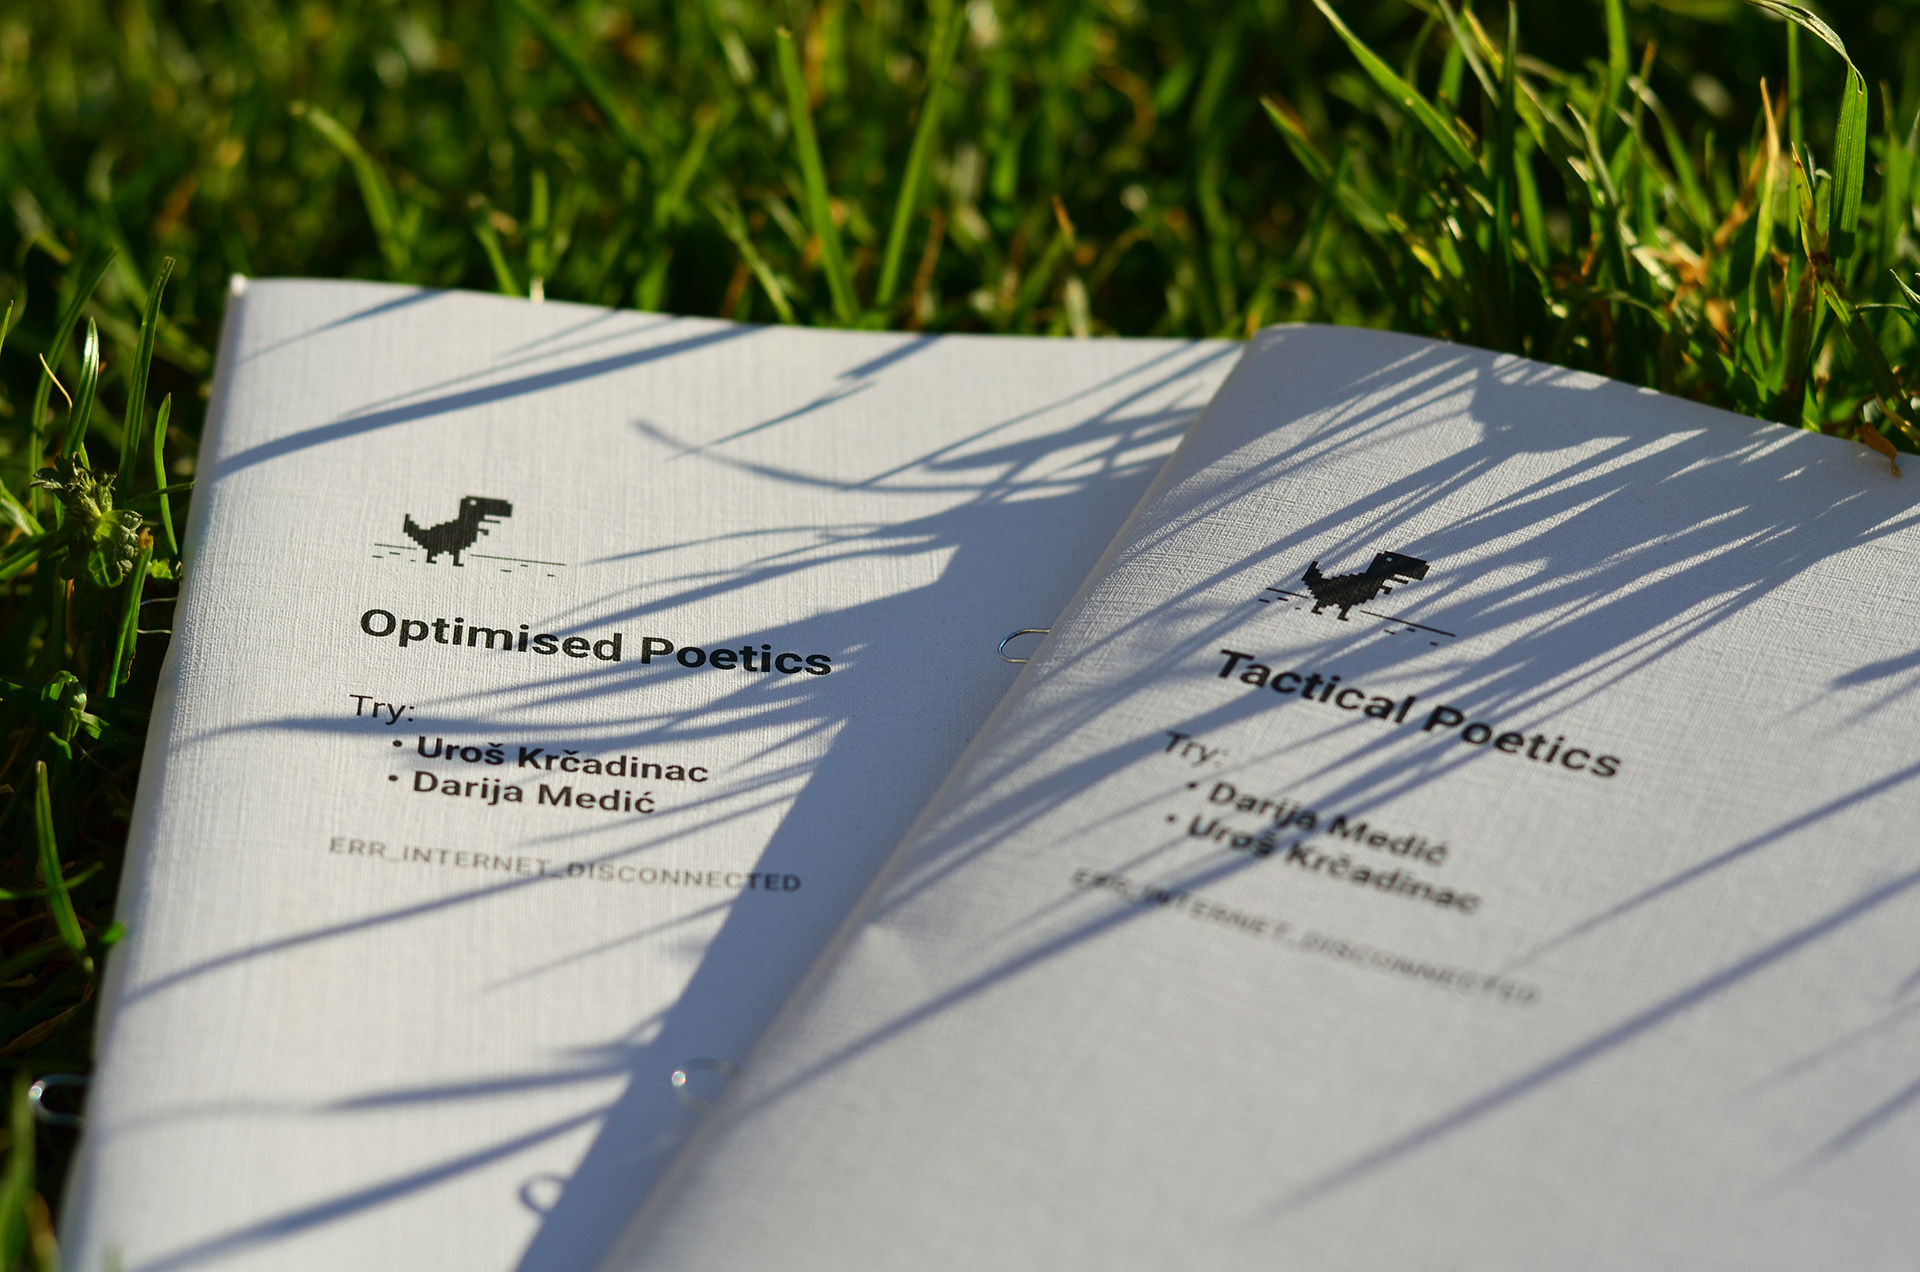 Optimised Poetics
Try:
• Uroš Krčadinac
• Darija Medić
ERR_INTERNET_DISCONNECTED
Tactical Poetics
Try:
• Darija Medić
• Uroš Krčadinac
ERR_INTERNET_DISCONNECTED